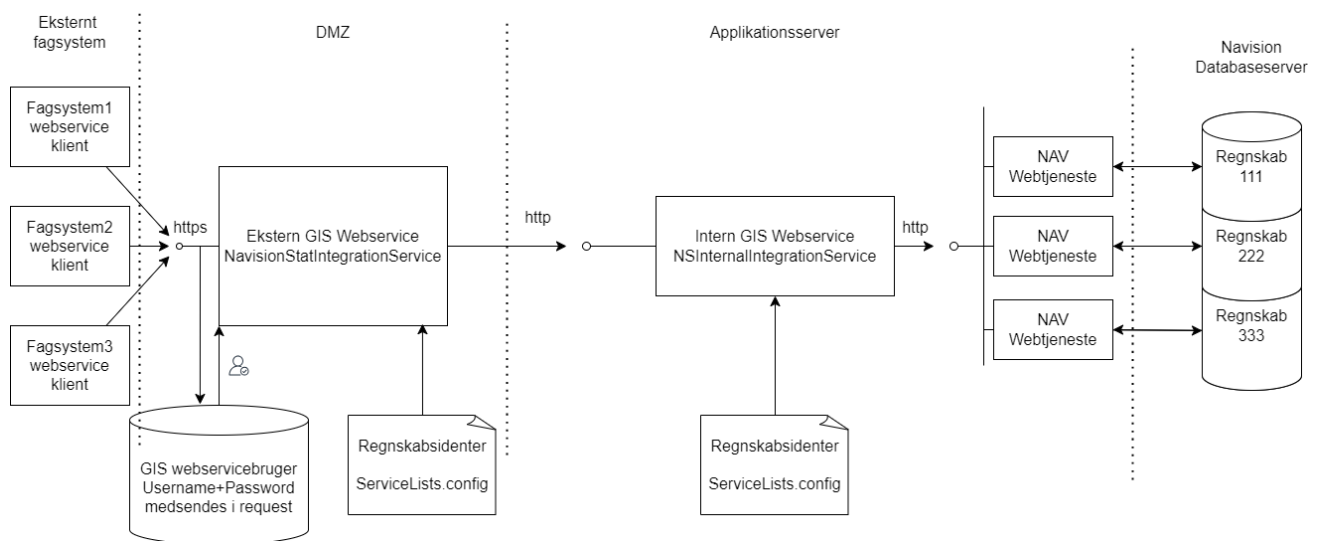 Eksternt
fagsystem
DMZ
Applikationsserver
Navision
Databaseserver
Fagsystem1
webservice
klient
Fagsystem2
webservice
klient
Fagsystem3
webservice
klient
https
Ekstern GIS Webservice
NavisionStatIntegrationService
http
Intern GIS Webservice
NSInternalIntegrationService
http
NAV
Webtjeneste
NAV
Webtjeneste
NAV
Webtjeneste
Regnskab
111
Regnskab
222
Regnskab
333
GIS webservicebruger
Username+Password
medsendes i request
Regnskabsidenter
ServiceLists.config
Regnskabsidenter
ServiceLists.config